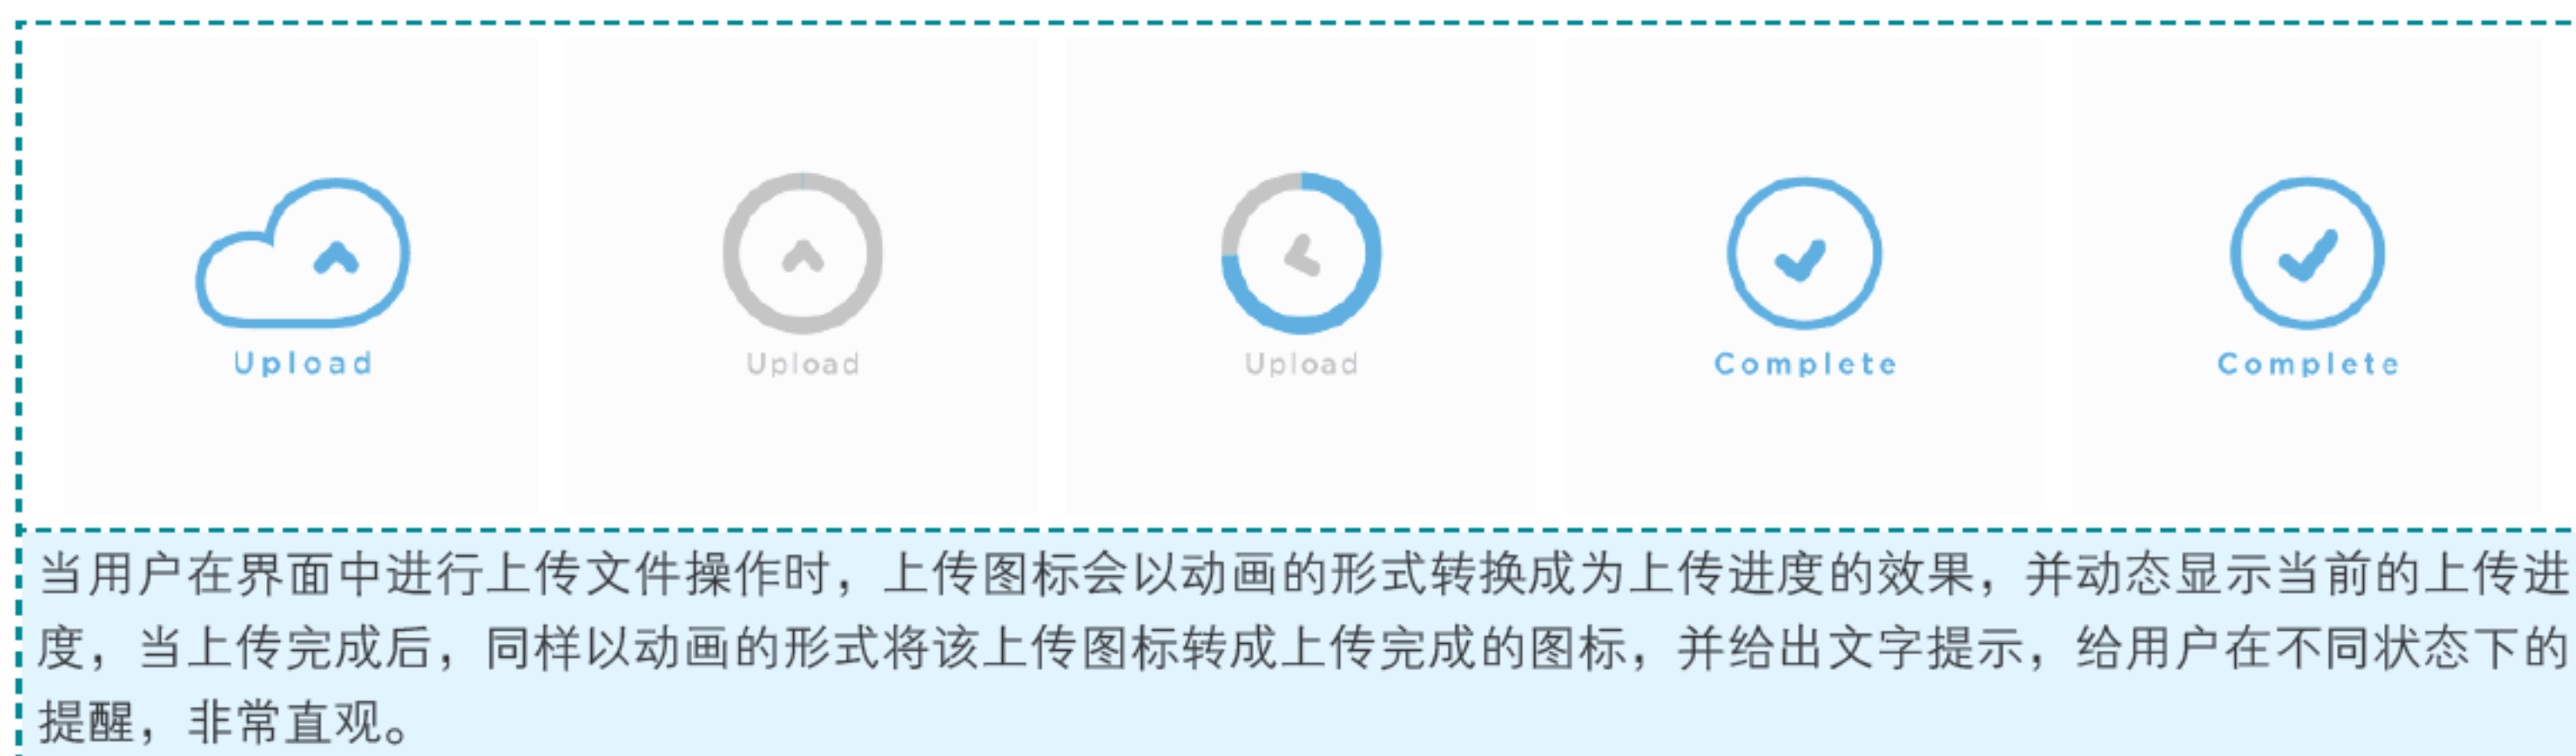 Upload
Upload
Upload
Complete
Complete
当用户在界面中进行上传文件操作时，上传图标会以动画的形式转换成为上传进度的效果，并动态显示当前的上传进
度，当上传完成后，同样以动画的形式将该上传图标转成上传完成的图标，并给出文字提示，给用户在不同状态下的
提醒，非常直观。